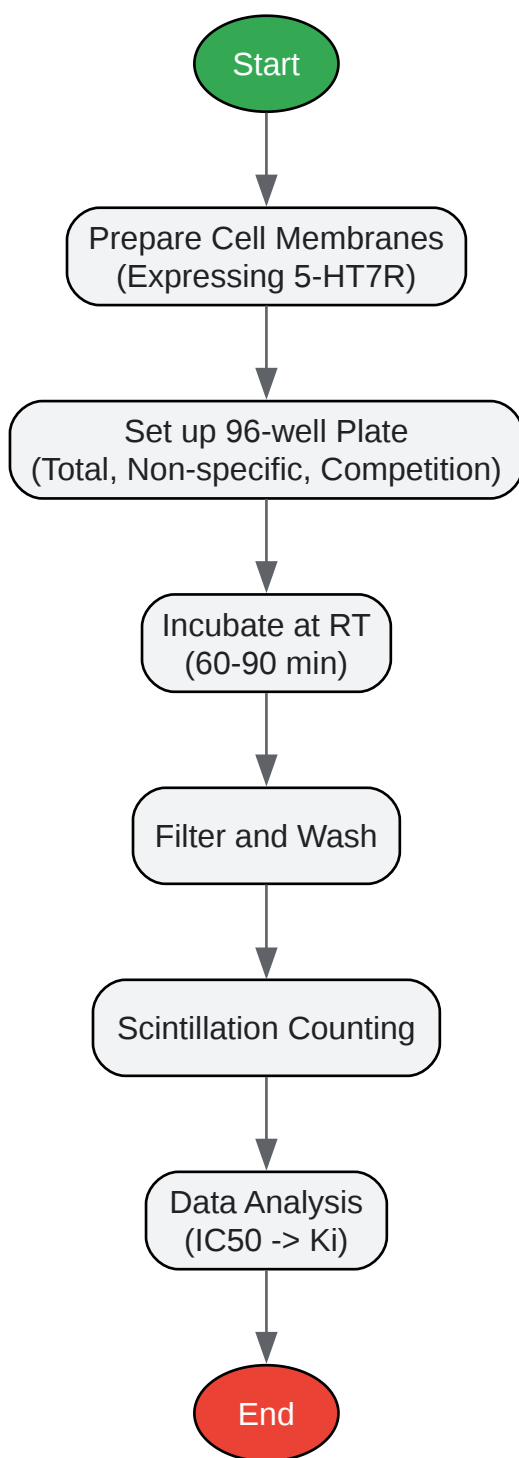 Start
Prepare Cell Membranes
(Expressing 5-HT7R)
Set up 96-well Plate
(Total, Non-specific, Competition)
Incubate at RT
(60-90 min)
Filter and Wash
Scintillation Counting
Data Analysis
(IC50 -> Ki)
End